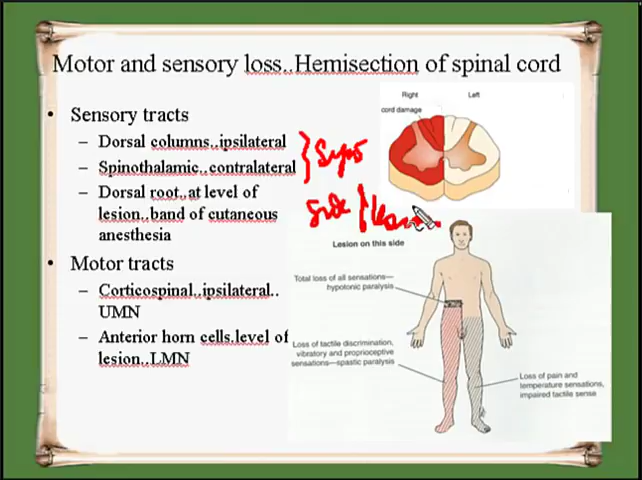 Motor and sensory loss..Hemisection of spinal cord
• Sensory tracts
– Dorsal columns..ipsilateral
– Spinothalamic..contralateral
– Dorsal root..at level of
lesion..band of cutaneous
anesthesia
• Motor tracts
– Corticospinal..ipsilateral..
UMN
– Anterior horn cells.level of
lesion..LMN
Right Left
cord damage
side
Lesion on this side
Total loss of all sensations—
hypotonic paralysis
Loss of tactile discrimination,
vibratory and proprioceptive
sensations—spastic paralysis
Loss of pain and
temperature sensations,
impaired tactile sense